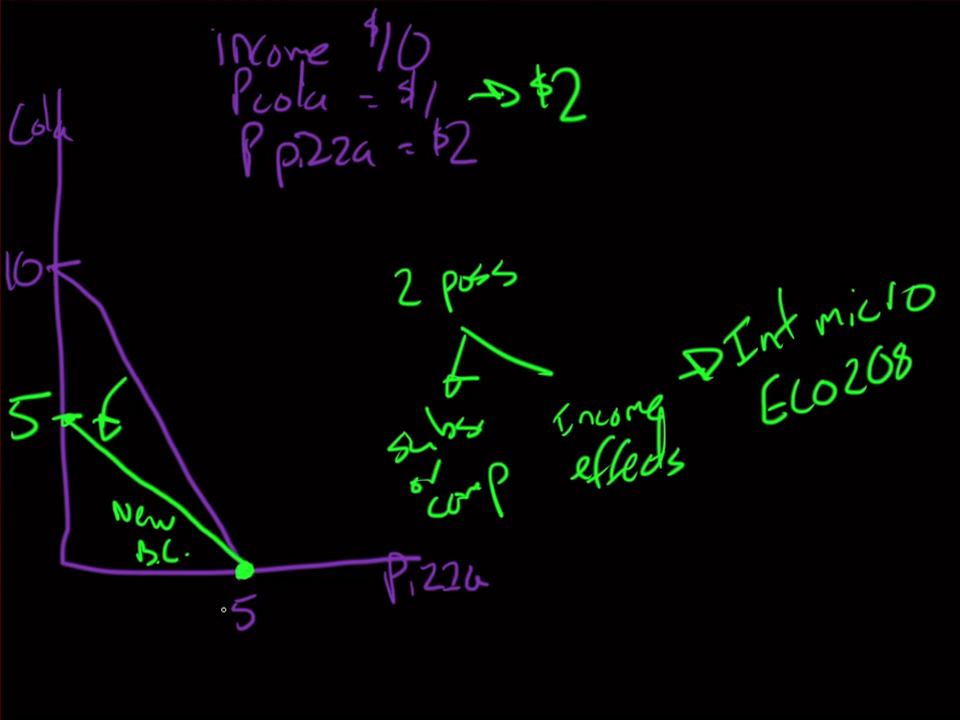 Income $10
Pcola = $1 → $2
P pizza = $2
Cola
10
5
New
B.C.
5
Pizza
2 poss
subs
or
comp
Income
effects
→ Int micro
ECO208